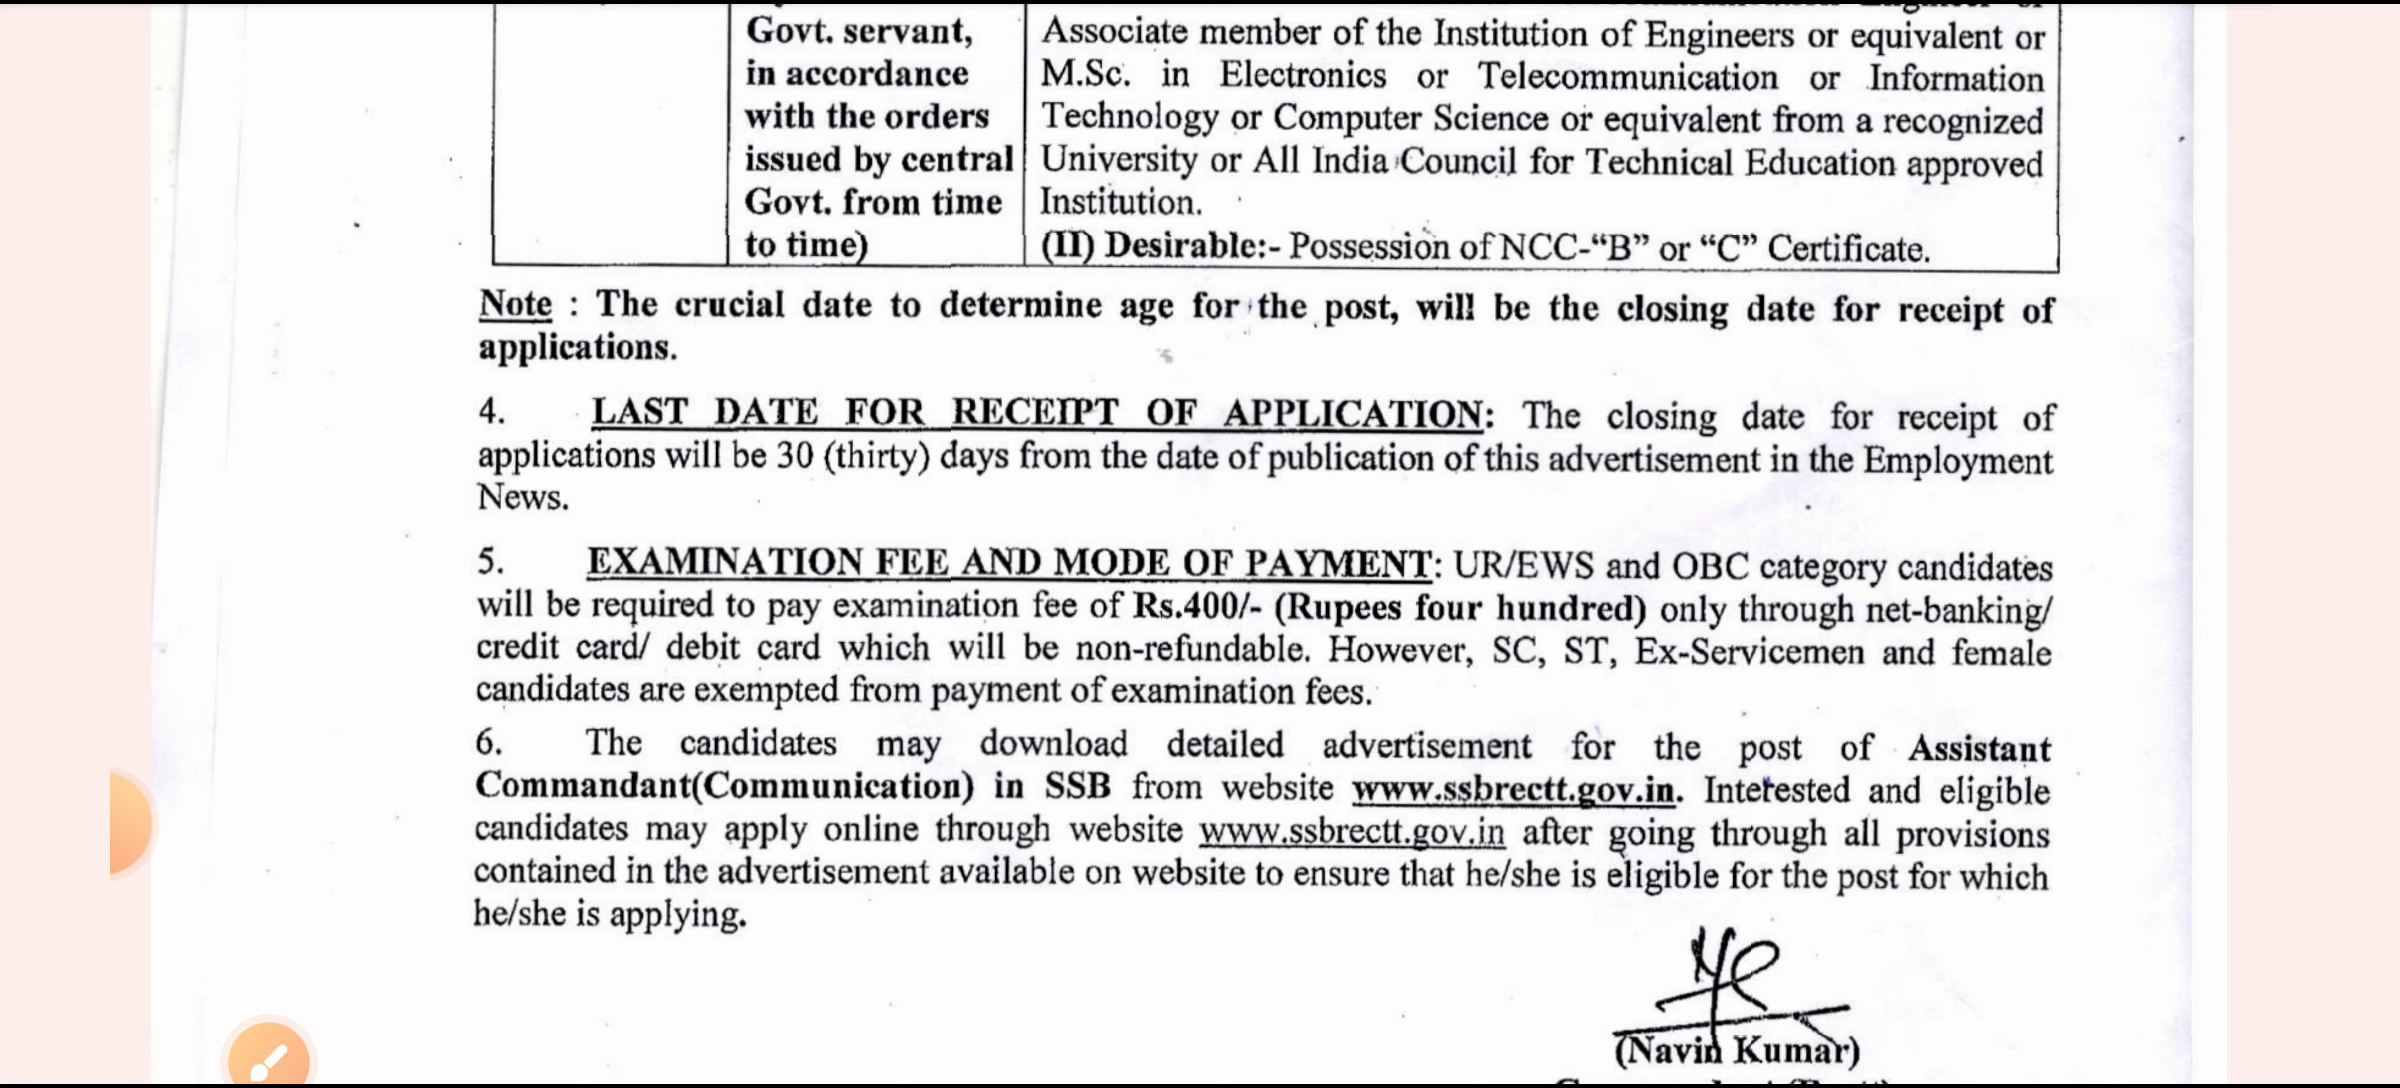 Govt. servant,
in accordance
with the orders
issued by central
Govt. from time
to time)
Associate member of the Institution of Engineers or equivalent or
M.Sc. in Electronics or Telecommunication or Information
Technology or Computer Science or equivalent from a recognized
University or All India Council for Technical Education approved
Institution.
(II) Desirable:- Possession of NCC-“B” or “C” Certificate.
Note : The crucial date to determine age for the post, will be the closing date for receipt of
applications.
4. LAST DATE FOR RECEIPT OF APPLICATION: The closing date for receipt of
applications will be 30 (thirty) days from the date of publication of this advertisement in the Employment
News.
5. EXAMINATION FEE AND MODE OF PAYMENT: UR/EWS and OBC category candidates
will be required to pay examination fee of Rs.400/- (Rupees four hundred) only through net-banking/
credit card/ debit card which will be non-refundable. However, SC, ST, Ex-Servicemen and female
candidates are exempted from payment of examination fees.
6. The candidates may download detailed advertisement for the post of Assistant
Commandant(Communication) in SSB from website www.ssbrectt.gov.in. Interested and eligible
candidates may apply online through website www.ssbrectt.gov.in after going through all provisions
contained in the advertisement available on website to ensure that he/she is eligible for the post for which
he/she is applying.
(Navin Kumar)